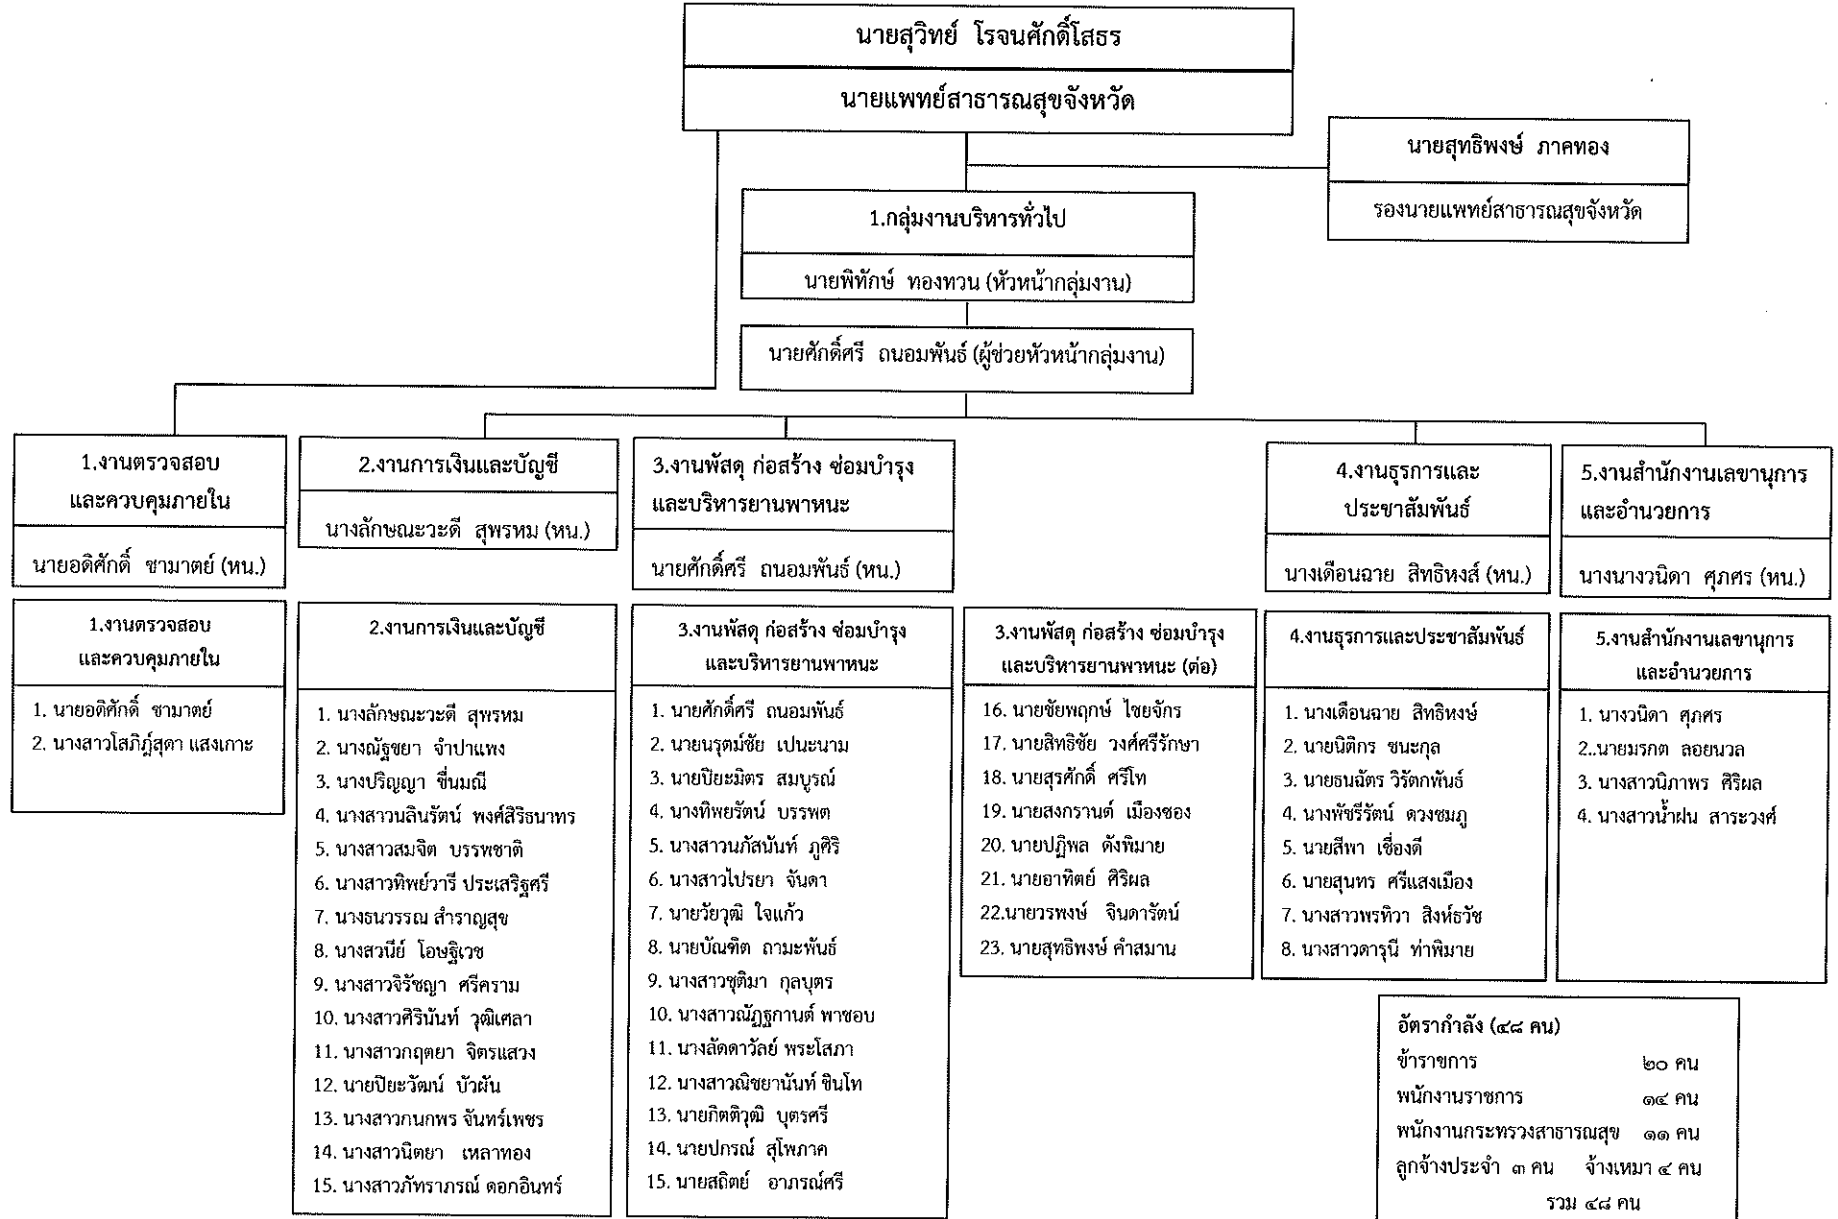 นายสุวิทย์ โรจนศักดิ์โสธร
นายแพทย์สาธารณสุขจังหวัด
นายสุทธิพงษ์ ภาคทอง
รองนายแพทย์สาธารณสุขจังหวัด
1.กลุ่มงานบริหารทั่วไป
นายพิทักษ์ ทองทวน (หัวหน้ากลุ่มงาน)
นายศักดิ์ศรี ถนอมพันธ์ (ผู้ช่วยหัวหน้ากลุ่มงาน)
1.งานตรวจสอบ
และควบคุมภายใน
นายอดิศักดิ์ ชามาตย์ (หน.)
2.งานการเงินและบัญชี
นางลักษณะวะดี สุพรหม (หน.)
3.งานพัสดุ ก่อสร้าง ซ่อมบำรุง
และบริหารยานพาหนะ
นายศักดิ์ศรี ถนอมพันธ์ (หน.)
4.งานธุรการและ
ประชาสัมพันธ์
นางเดือนฉาย สิทธิหงส์ (หน.)
5.งานสำนักงานเลขานุการ
และอำนวยการ
นางนางวนิดา ศุภศร (หน.)
1.งานตรวจสอบ
และควบคุมภายใน
1. นายอดิศักดิ์ ชามาตย์
2. นางสาวโสภิฎ์สุดา แสงเกาะ
2.งานการเงินและบัญชี
1. นางลักษณะวะดี สุพรหม
2. นางณัฐชยา จำปาแพง
3. นางปริญญา ชื่นมณี
4. นางสาวนลินรัตน์ พงศ์สิริธนาทร
5. นางสาวสมจิต บรรพชาติ
6. นางสาวทิพย์วารี ประเสริฐศรี
7. นางธนวรรณ สำราญสุข
8. นางสวนีย์ โอษฐิเวช
9. นางสาวจิรัชญา ศรีคราม
10. นางสาวศิรินันท์ วุฒิเศลา
11. นางสาวกฤตยา จิตรแสวง
12. นายปิยะวัฒน์ บัวผัน
13. นางสาวกนกพร จันทร์เพชร
14. นางสาวนิตยา เหลาทอง
15. นางสาวภัทราภรณ์ ดอกอินทร์
3.งานพัสดุ ก่อสร้าง ซ่อมบำรุง
และบริหารยานพาหนะ
1. นายศักดิ์ศรี ถนอมพันธ์
2. นายนรุตม์ชัย เปนะนาม
3. นายปิยะมิตร สมบูรณ์
4. นางทิพยรัตน์ บรรพต
5. นางสาวนภัสนันท์ ภูศิริ
6. นางสาวไปรยา จันดา
7. นายวัยวุฒิ ใจแก้ว
8. นายบัณฑิต ถามะพันธ์
9. นางสาวชุติมา กุลบุตร
10. นางสาวณัฏฐกานต์ พาชอบ
11. นางลัดดาวัลย์ พระโสภา
12. นางสาวณิชยานันท์ ชินโท
13. นายกิตติวุฒิ บุตรศรี
14. นายปกรณ์ สุโพภาค
15. นายสถิตย์ อาภรณ์ศรี
3.งานพัสดุ ก่อสร้าง ซ่อมบำรุง
และบริหารยานพาหนะ (ต่อ)
16. นายชัยพฤกษ์ ไชยจักร
17. นายสิทธิชัย วงศ์ศรีรักษา
18. นายสุรศักดิ์ ศรีโท
19. นายสงกรานต์ เมืองซอง
20. นายปฏิพล ดังพิมาย
21. นายอาทิตย์ ศิริผล
22.นายวรพงษ์ จินดารัตน์
23. นายสุทธิพงษ์ คำสมาน
4.งานธุรการและประชาสัมพันธ์
1. นางเดือนฉาย สิทธิหงษ์
2. นายนิติกร ชนะกุล
3. นายธนฉัตร วิรัตกพันธ์
4. นางพัชรีรัตน์ ดวงชมภู
5. นายสีพา เชื่องดี
6. นายสุนทร ศรีแสงเมือง
7. นางสาวพรทิวา สิงห์ธวัช
8. นางสาวดารุนี ท่าพิมาย
5.งานสำนักงานเลขานุการ
และอำนวยการ
1. นางวนิดา ศุภศร
2..นายมรกต ลอยนวล
3. นางสาวนิภาพร ศิริผล
4. นางสาวน้ำฝน สาระวงศ์
อัตรากำลัง (๔๘ คน)
ข้าราชการ ๒๐ คน
พนักงานราชการ ๑๔ คน
พนักงานกระทรวงสาธารณสุข ๑๑ คน
ลูกจ้างประจำ ๓ คน จ้างเหมา ๔ คน
รวม ๔๘ คน